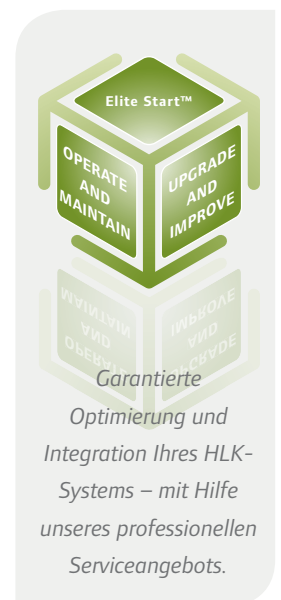 Elite Start™
OPERATE
AND
MAINTAIN
UPGRADE
AND
IMPROVE
Garantierte
Optimierung und
Integration Ihres HLK-
Systems – mit Hilfe
unseres professionellen
Serviceangebots.